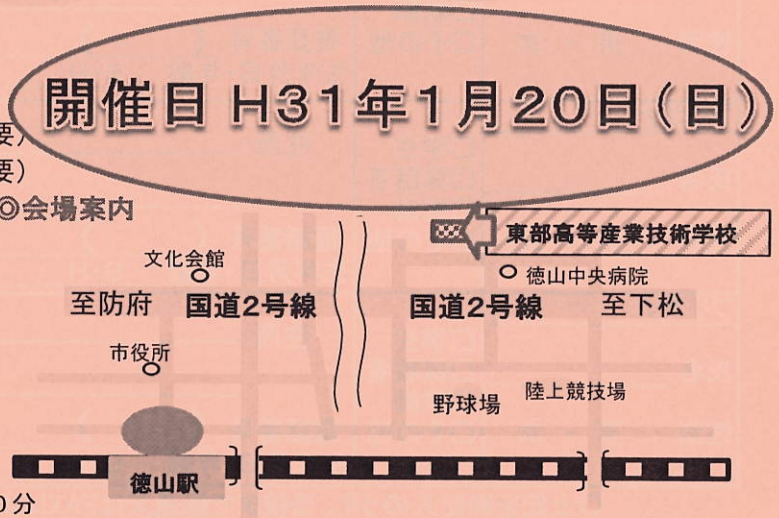 開催日 H31年1月20日(日)
要)
要)
◎会場案内
東部高等産業技術学校
文化会館
徳山中央病院
至防府 国道2号線 国道2号線 至下松
市役所
野球場 陸上競技場
徳山駅
0分